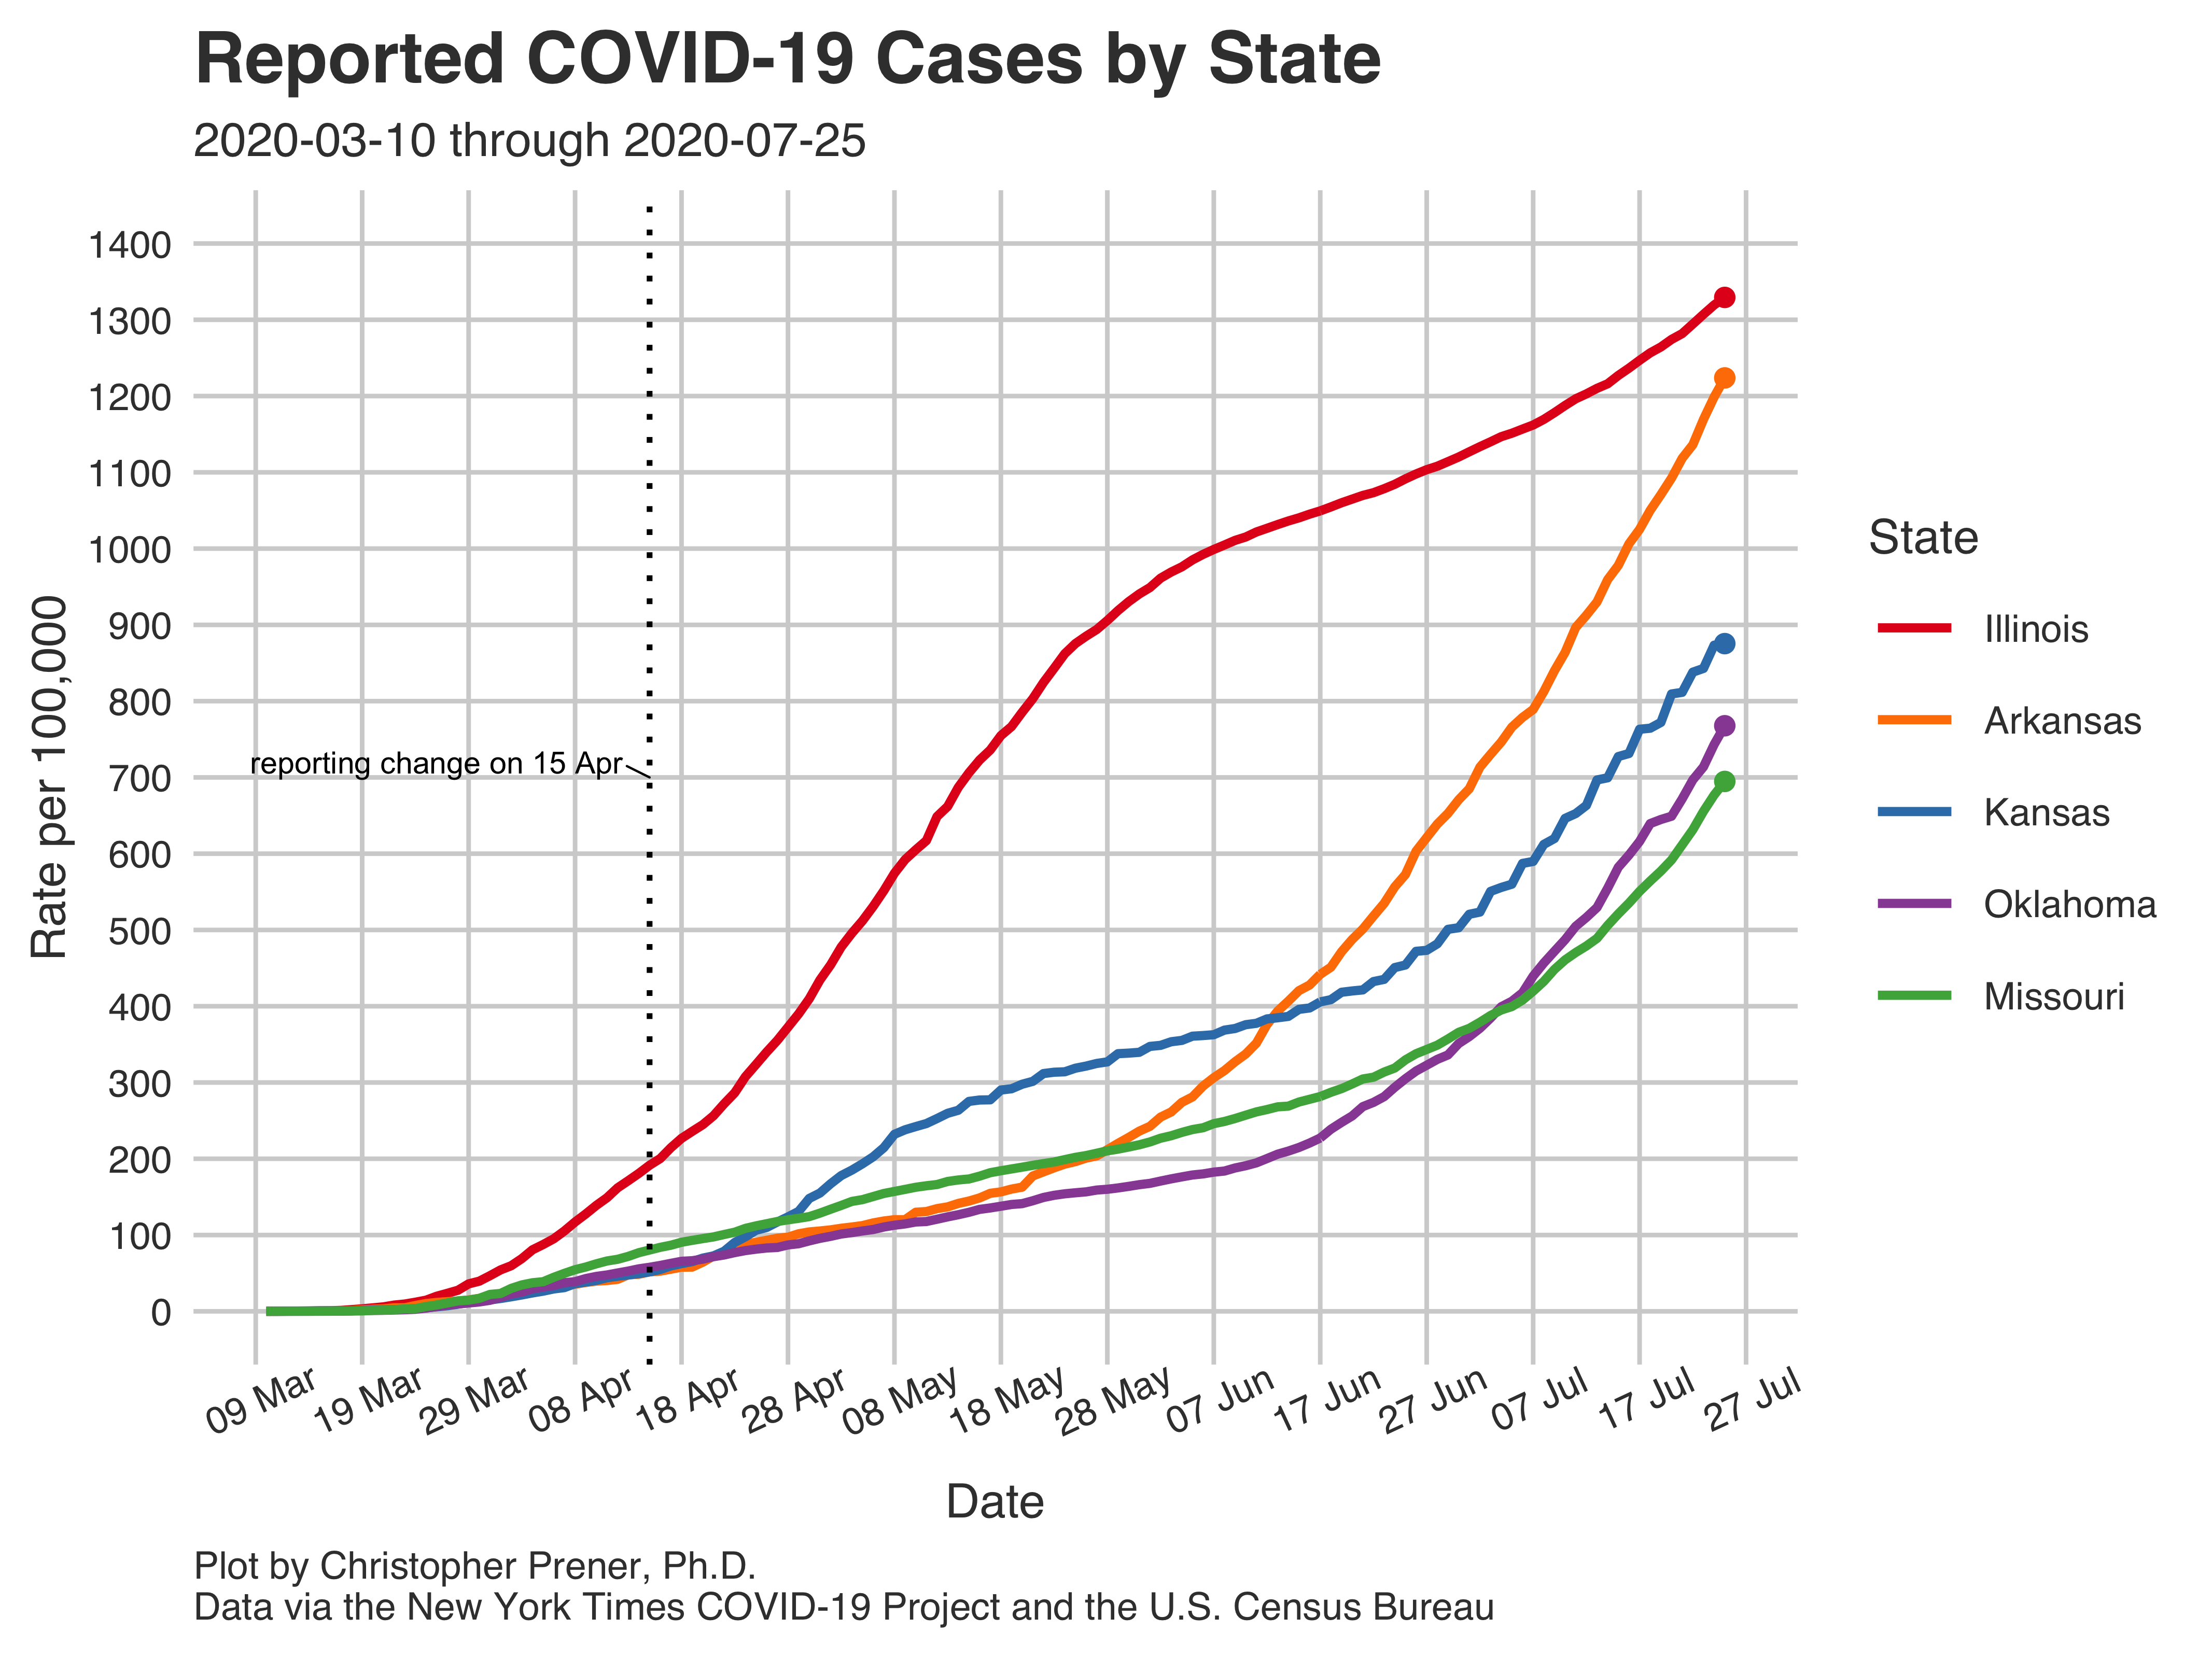 Reported COVID-19 Cases by State
2020-03-10 through 2020-07-25
1400
1300
1200
1100
1000
900
800
700
600
500
400
300
200
100
0
Rate per 100,000
reporting change on 15 Apr
State
Illinois
Arkansas
Kansas
Oklahoma
Missouri
09 Mar
19 Mar
29 Mar
08 Apr
18 Apr
28 Apr
08 May
18 May
28 May
07 Jun
17 Jun
27 Jun
07 Jul
17 Jul
27 Jul
Date
Plot by Christopher Prener, Ph.D.
Data via the New York Times COVID-19 Project and the U.S. Census Bureau